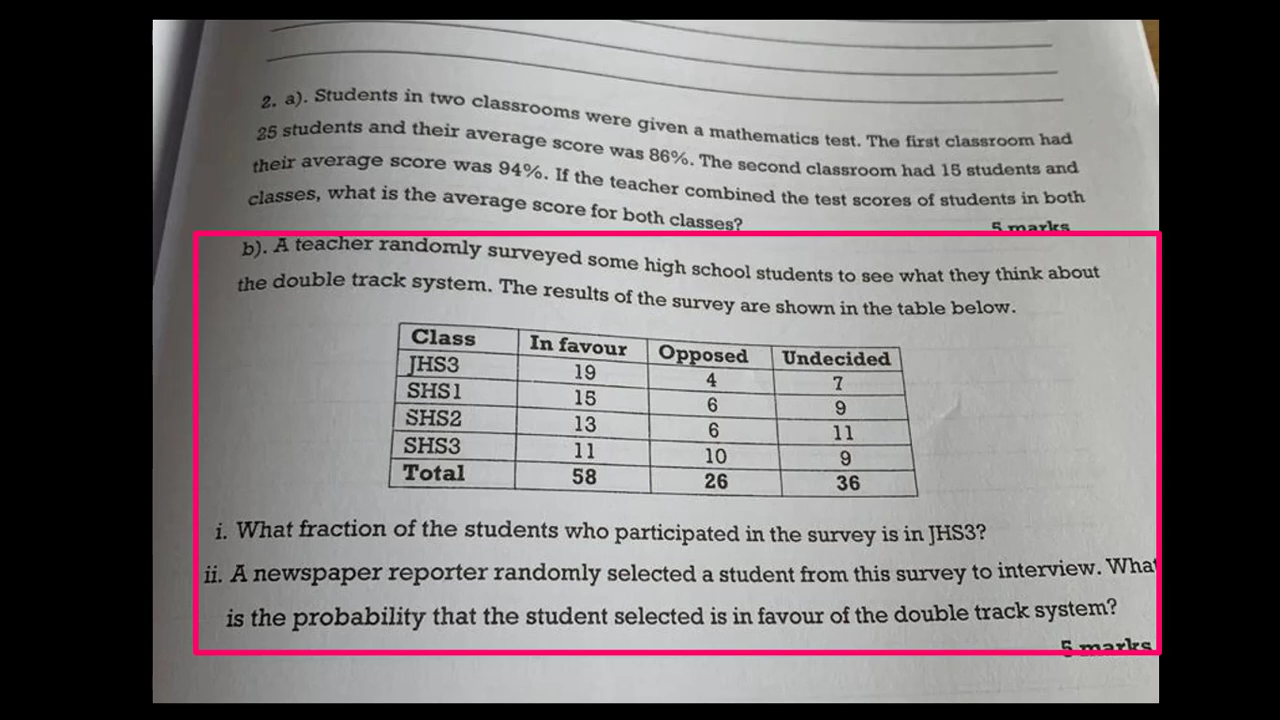 2. a). Students in two classrooms were given a mathematics test. The first classroom had
25 students and their average score was 86%. The second classroom had 15 students and
their average score was 94%. If the teacher combined the test scores of students in both
classes, what is the average score for both classes?
5 marks
b). A teacher randomly surveyed some high school students to see what they think about
the double track system. The results of the survey are shown in the table below.
Class In favour Opposed Undecided
JHS3 19 4 7
SHS1 15 6 9
SHS2 13 6 11
SHS3 11 10 9
Total 58 26 36
i. What fraction of the students who participated in the survey is in JHS3?
ii. A newspaper reporter randomly selected a student from this survey to interview. What
is the probability that the student selected is in favour of the double track system?
5 marks